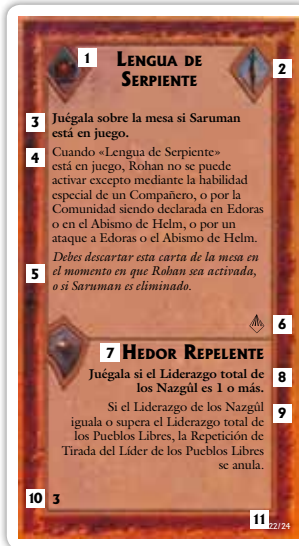 1
LENGUA DE
SERPIENTE
2
3
Juégala sobre la mesa si Saruman
está en juego.
4
Cuando «Lengua de Serpiente»
está en juego, Rohan no se puede
activar excepto mediante la habilidad
especial de un Compañero, o por la
Comunidad siendo declarada en Edoras
o en el Abismo de Helm, o por un
ataque a Edoras o el Abismo de Helm.
5
Debes descartar esta carta de la mesa en
el momento en que Rohan sea activada,
o si Saruman es eliminado.
6
7
HEDOR REPELENTE
Juégala si el Liderazgo total de
los Nazgûl es 1 o más.
8
Si el Liderazgo de los Nazgûl
iguala o supera el Liderazgo total de
los Pueblos Libres, la Repetición de
Tirada del Líder de los Pueblos Libres
se anula.
9
10
3
11
22/24